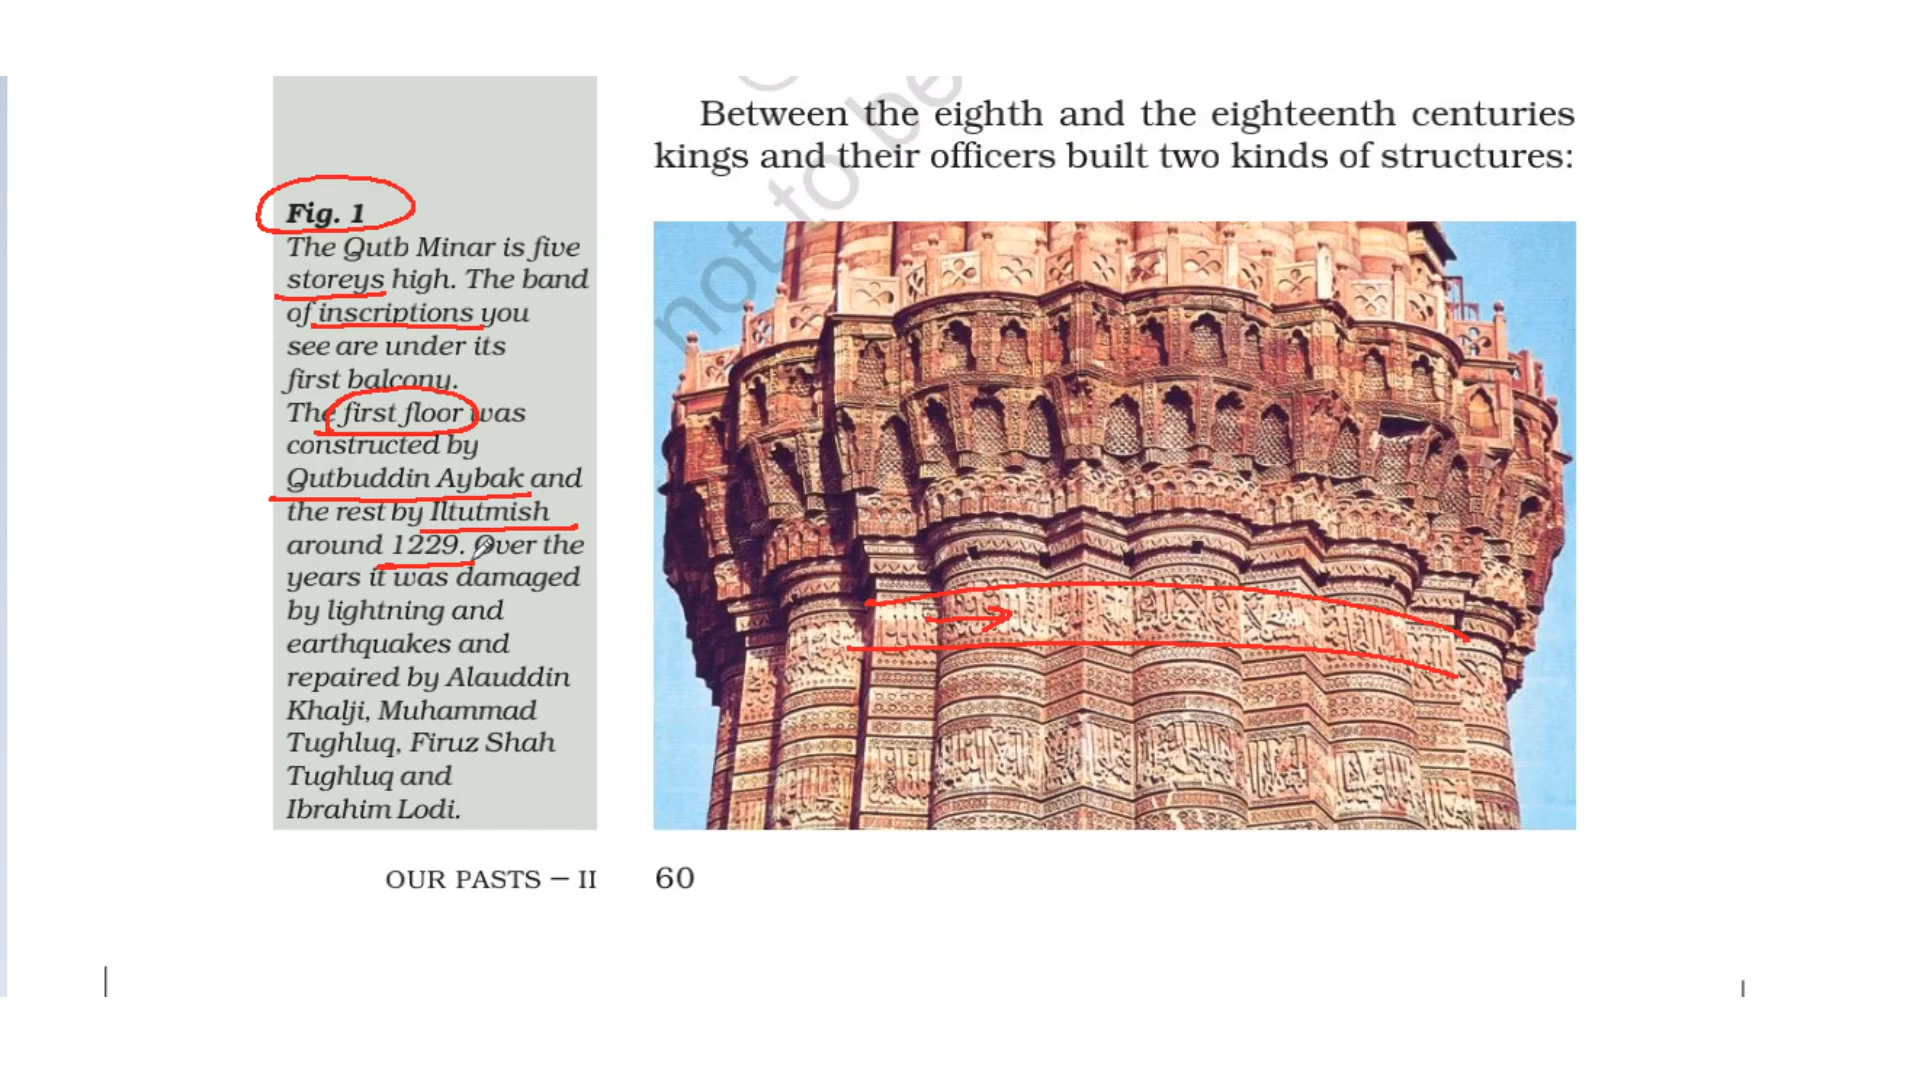 Between the eighth and the eighteenth centuries
kings and their officers built two kinds of structures:
Fig. 1
The Qutb Minar is five
storeys high. The band
of inscriptions you
see are under its
first balcony.
The first floor was
constructed by
Qutbuddin Aybak and
the rest by Iltutmish
around 1229. Over the
years it was damaged
by lightning and
earthquakes and
repaired by Alauddin
Khalji, Muhammad
Tughluq, Firuz Shah
Tughluq and
Ibrahim Lodi.
not to be
OUR PASTS – II 60